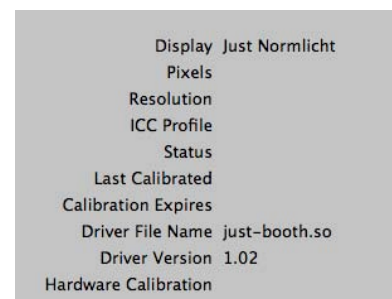 Display Just Normlicht
Pixels
Resolution
ICC Profile
Status
Last Calibrated
Calibration Expires
Driver File Name just-booth.so
Driver Version 1.02
Hardware Calibration